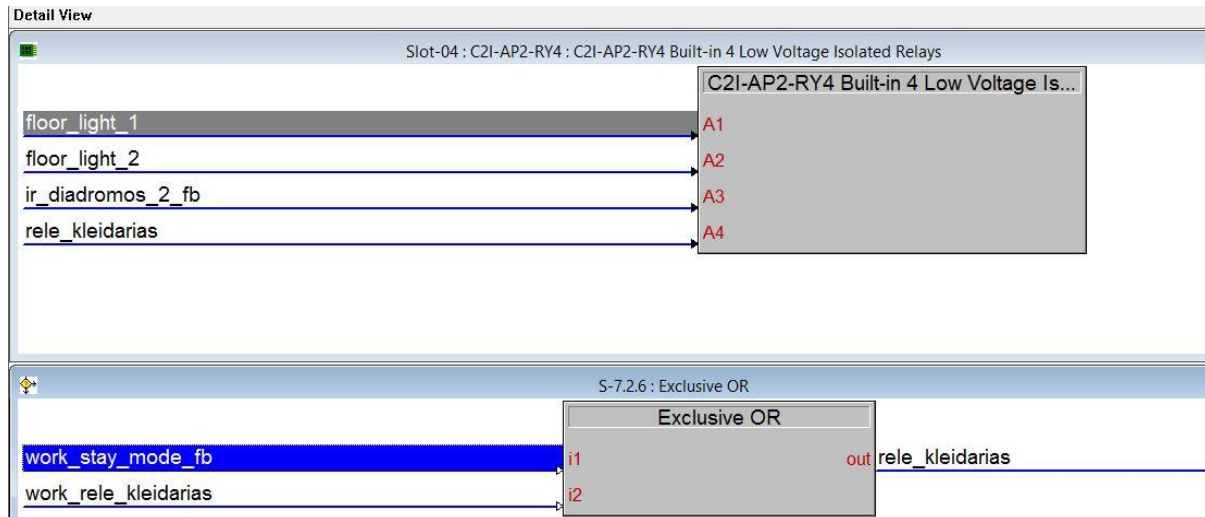 Detail View
Slot-04 : C2I-AP2-RY4 : C2I-AP2-RY4 Built-in 4 Low Voltage Isolated Relays
C2I-AP2-RY4 Built-in 4 Low Voltage Is...
floor_light_1 A1
floor_light_2 A2
ir_diadromos_2_fb A3
rele_kleidarias A4
S-7.2.6 : Exclusive OR
Exclusive OR
work_stay_mode_fb i1 out rele_kleidarias
work_rele_kleidarias i2